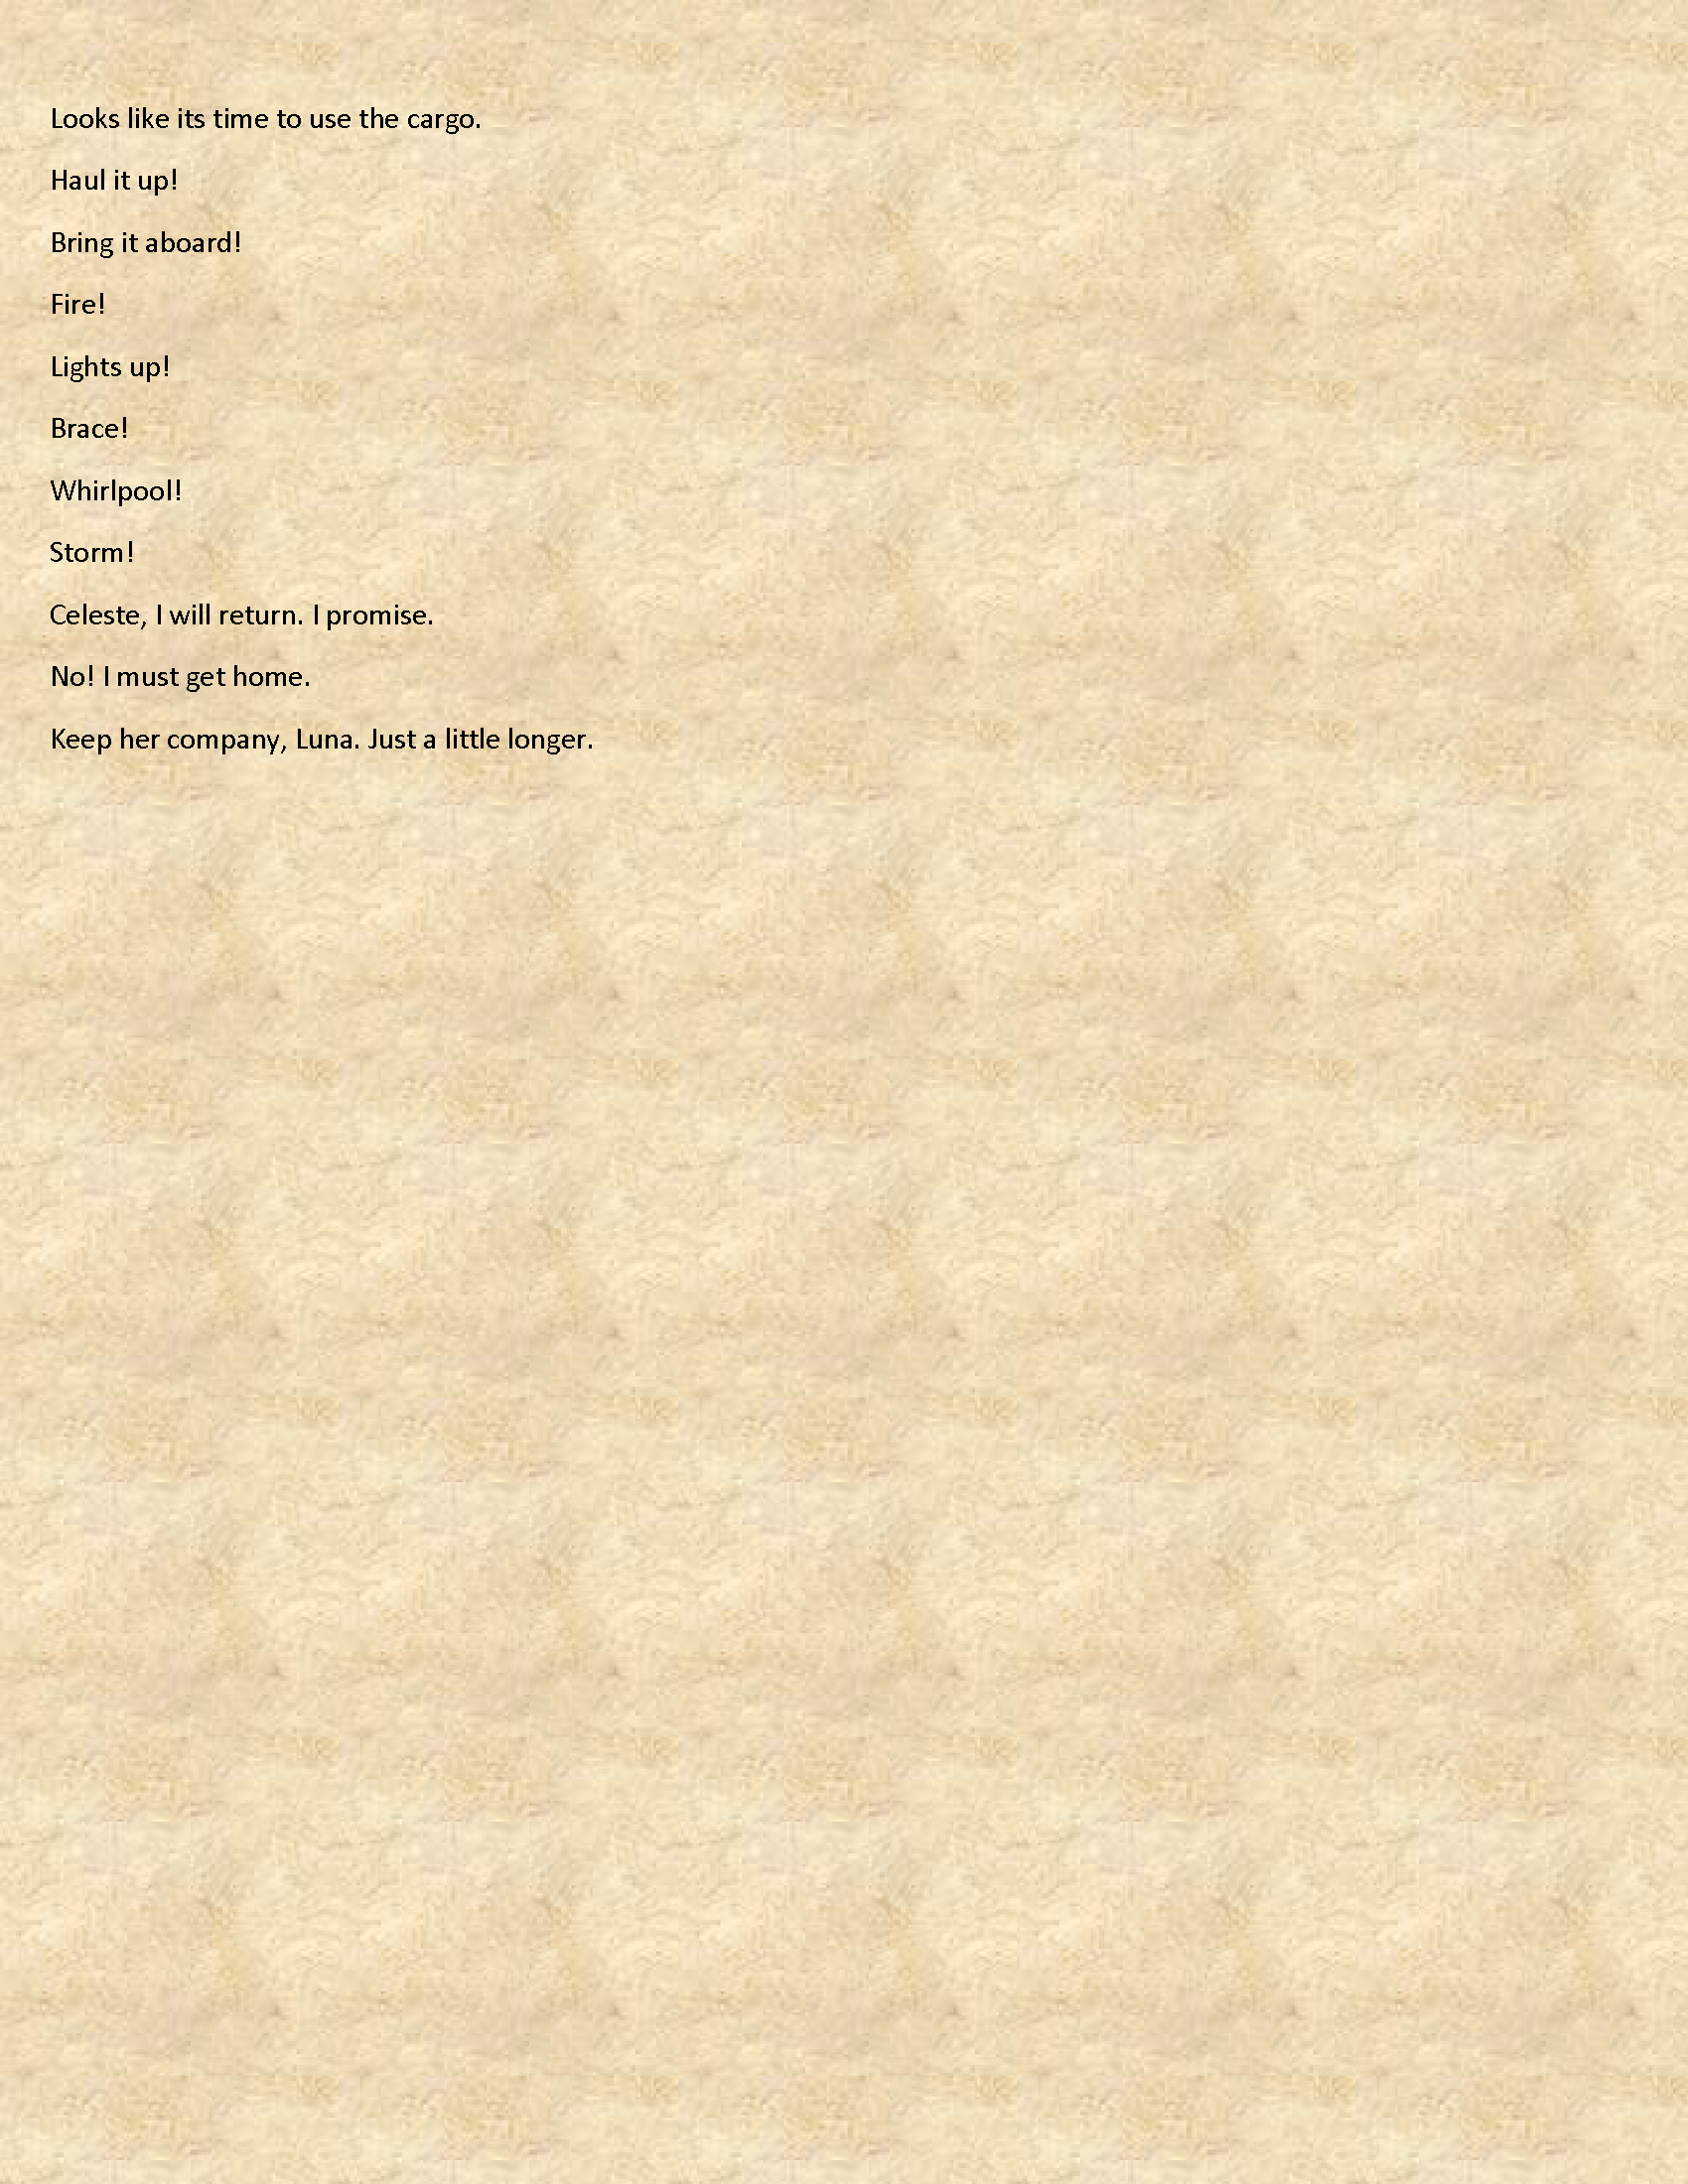 Looks like its time to use the cargo.
Haul it up!
Bring it aboard!
Fire!
Lights up!
Brace!
Whirlpool!
Storm!
Celeste, I will return. I promise.
No! I must get home.
Keep her company, Luna. Just a little longer.